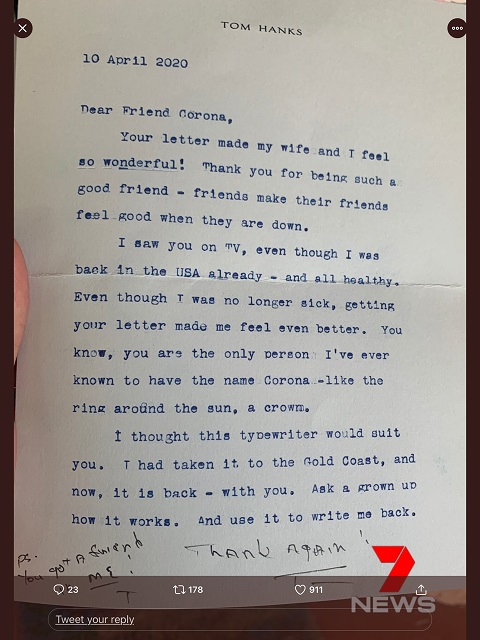 TOM HANKS
10 April 2020
Dear Friend Corona,
Your letter made my wife and I feel
so wonderful! Thank you for being such a
good friend - friends make their friends
feel good when they are down.
I saw you on TV, even though I was
back in the USA already - and all healthy.
Even though I was no longer sick, getting
your letter made me feel even better. You
know, you are the only person I've ever
known to have the name Corona -like the
ring around the sun, a crown.
I thought this typewriter would suit
you. I had taken it to the Gold Coast, and
now, it is back - with you. Ask a grown up
how it works. And use it to write me back.
THANK AGAIN!
PS.
You got A friend
in ME!
T
7
NEWS
23 178 911
Tweet your reply